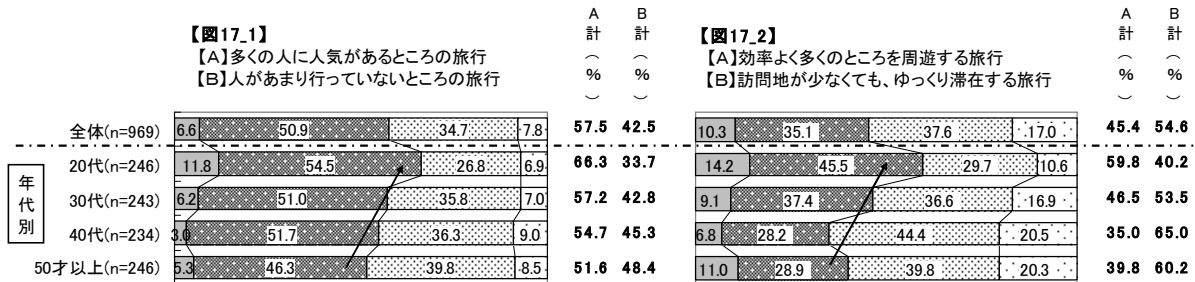 【図17_1】
【A】多くの人に人気があるところの旅行
【B】人があまり行っていないところの旅行
A計（%） B計（%）
全体(n=969) 6.6 50.9 34.7 7.8 57.5 42.5
年代別
20代(n=246) 11.8 54.5 26.8 6.9 66.3 33.7
30代(n=243) 6.2 51.0 35.8 7.0 57.2 42.8
40代(n=234) 3.0 51.7 36.3 9.0 54.7 45.3
50才以上(n=246) 5.3 46.3 39.8 8.5 51.6 48.4
【図17_2】
【A】効率よく多くのところを周遊する旅行
【B】訪問地が少なくても、ゆっくり滞在する旅行
A計（%） B計（%）
10.3 35.1 37.6 17.0 45.4 54.6
14.2 45.5 29.7 10.6 59.8 40.2
9.1 37.4 36.6 16.9 46.5 53.5
6.8 28.2 44.4 20.5 35.0 65.0
11.0 28.9 39.8 20.3 39.8 60.2